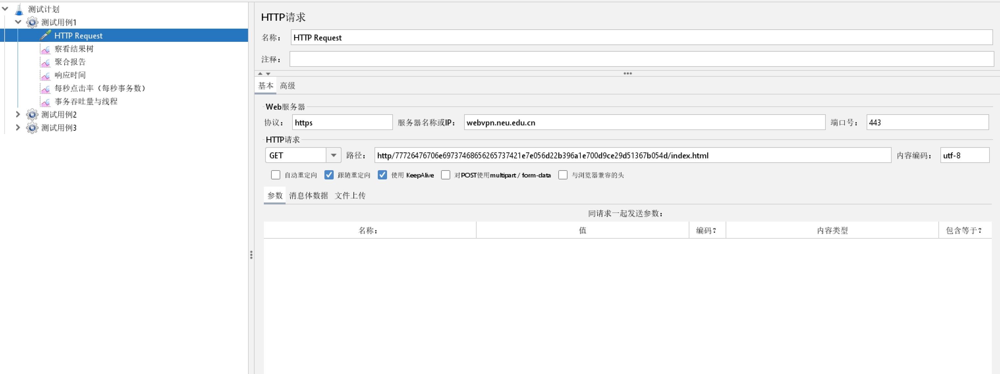 测试计划
测试用例1
HTTP Request
察看结果树
聚合报告
响应时间
每秒点击率（每秒事务数）
事务吞吐量与线程
测试用例2
测试用例3
HTTP请求
名称： HTTP Request
注释：
基本 高级
Web服务器
协议： https 服务器名称或IP： webvpn.neu.edu.cn 端口号： 443
HTTP请求
GET 路径： http/77726476706e69737468656265737421e7e056d22b396a1e700d9ce29d51367b054d/index.html 内容编码： utf-8
自动重定向 跟随重定向 使用 KeepAlive 对POST使用multipart / form-data 与浏览器兼容的头
参数 消息体数据 文件上传
同请求一起发送参数：
名称： 值 编码？ 内容类型 包含等于？